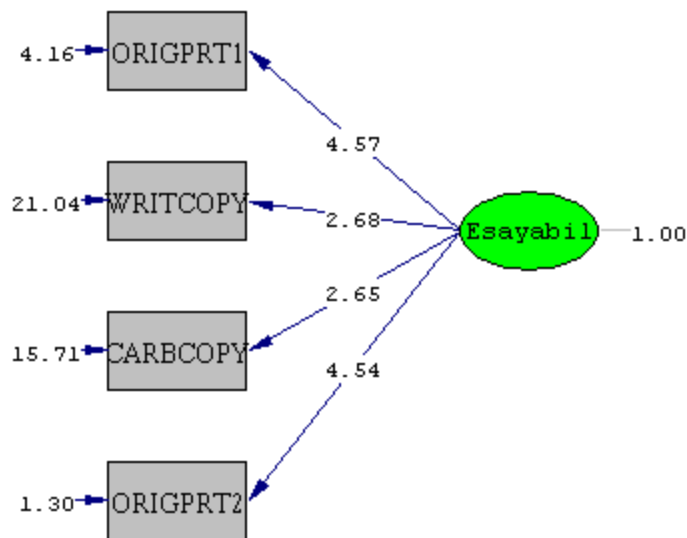 4.16 ORIGPRT1
4.57
21.04 WRITCOPY
2.68
Esayabil 1.00
2.65
15.71 CARBCOPY
4.54
1.30 ORIGPRT2